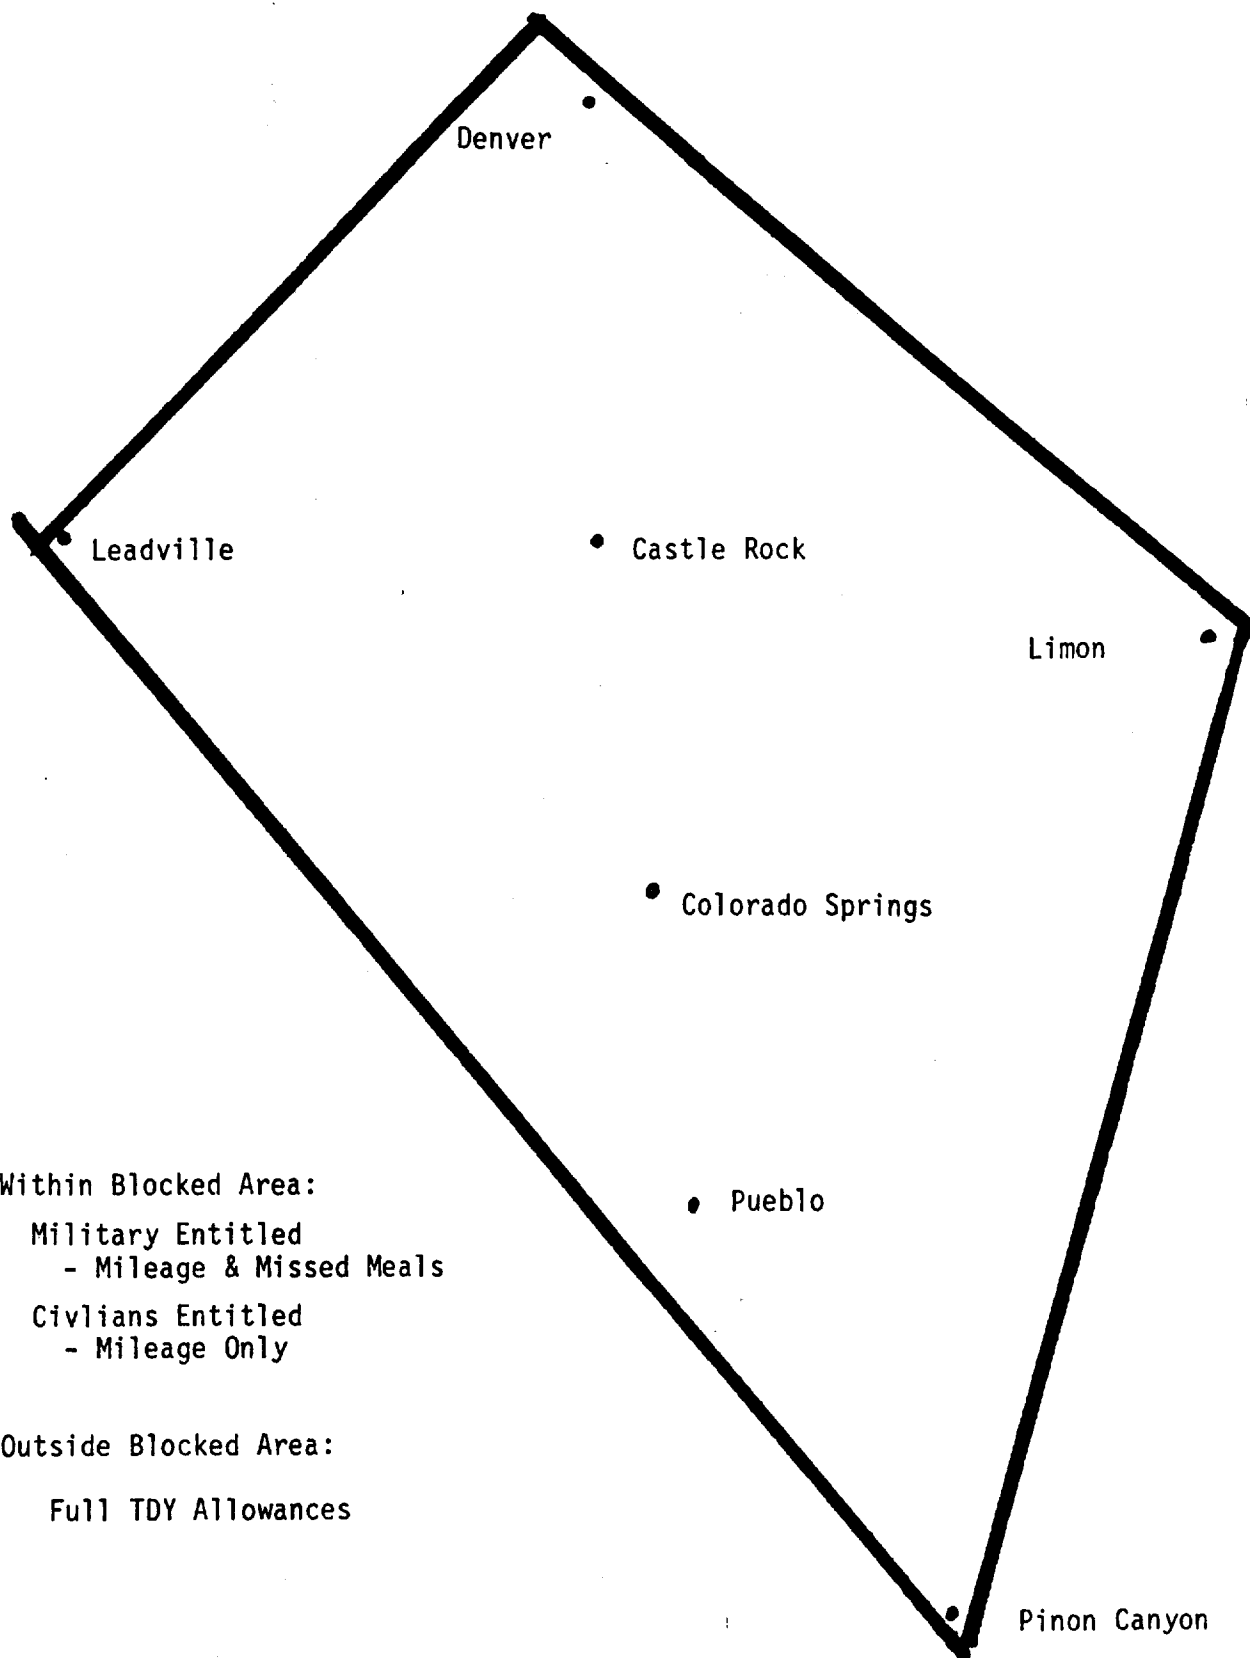 Denver
Leadville
Castle Rock
Limon
Colorado Springs
Pueblo
Within Blocked Area:
Military Entitled
- Mileage & Missed Meals
Civlians Entitled
- Mileage Only
Outside Blocked Area:
Full TDY Allowances
Pinon Canyon